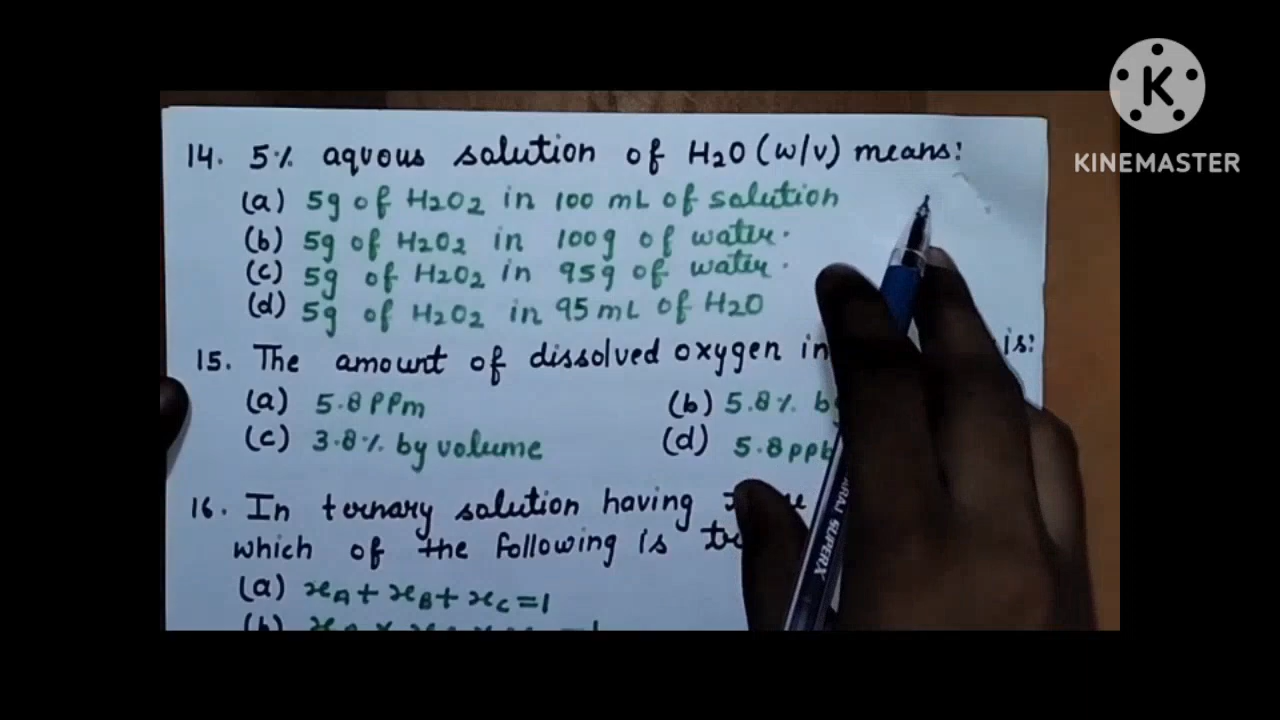 14. 5% aquous solution of H2O (w/v) means:
(a) 5g of H2O2 in 100 mL of solution
(b) 5g of H2O2 in 100g of water.
(c) 5g of H2O2 in 95g of water.
(d) 5g of H2O2 in 95 mL of H2O
15. The amount of dissolved oxygen in is:
(a) 5.8 PPm (b) 5.8%
(c) 3.8% by volume (d) 5.8 ppb
16. In ternary solution having
which of the following is
(a) xA + xB + xC = 1
K
KINEMASTER